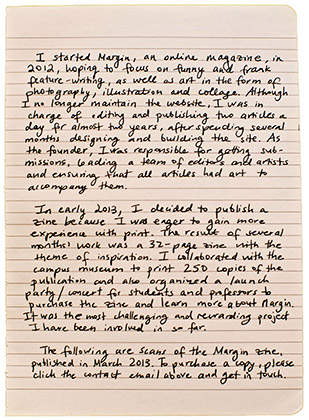 I started Margin, an online magazine, in
2012, hoping to focus on funny and frank
feature-writing, as well as art in the form of
photography, illustration and collage. Although
I no longer maintain the website, I was in
charge of editing and publishing two articles a
day for almost two years, after spending several
months designing and building the site. As
the founder, I was responsible for getting sub-
missions, leading a team of editors and artists
and ensuring that all articles had art to
accompany them.
In early 2013, I decided to publish a
zine because I was eager to gain more
experience with print. The result of several
months' work was a 32-page zine with the
theme of inspiration. I collaborated with the
campus museum to print 250 copies of the
publication and also organized a launch
party/concert for students and professors to
purchase the zine and learn more about Margin.
It was the most challenging and rewarding project
I have been involved in so far.
The following are scans of the Margin zine,
published in March 2013. To purchase a copy, please
click the contact email above and get in touch.